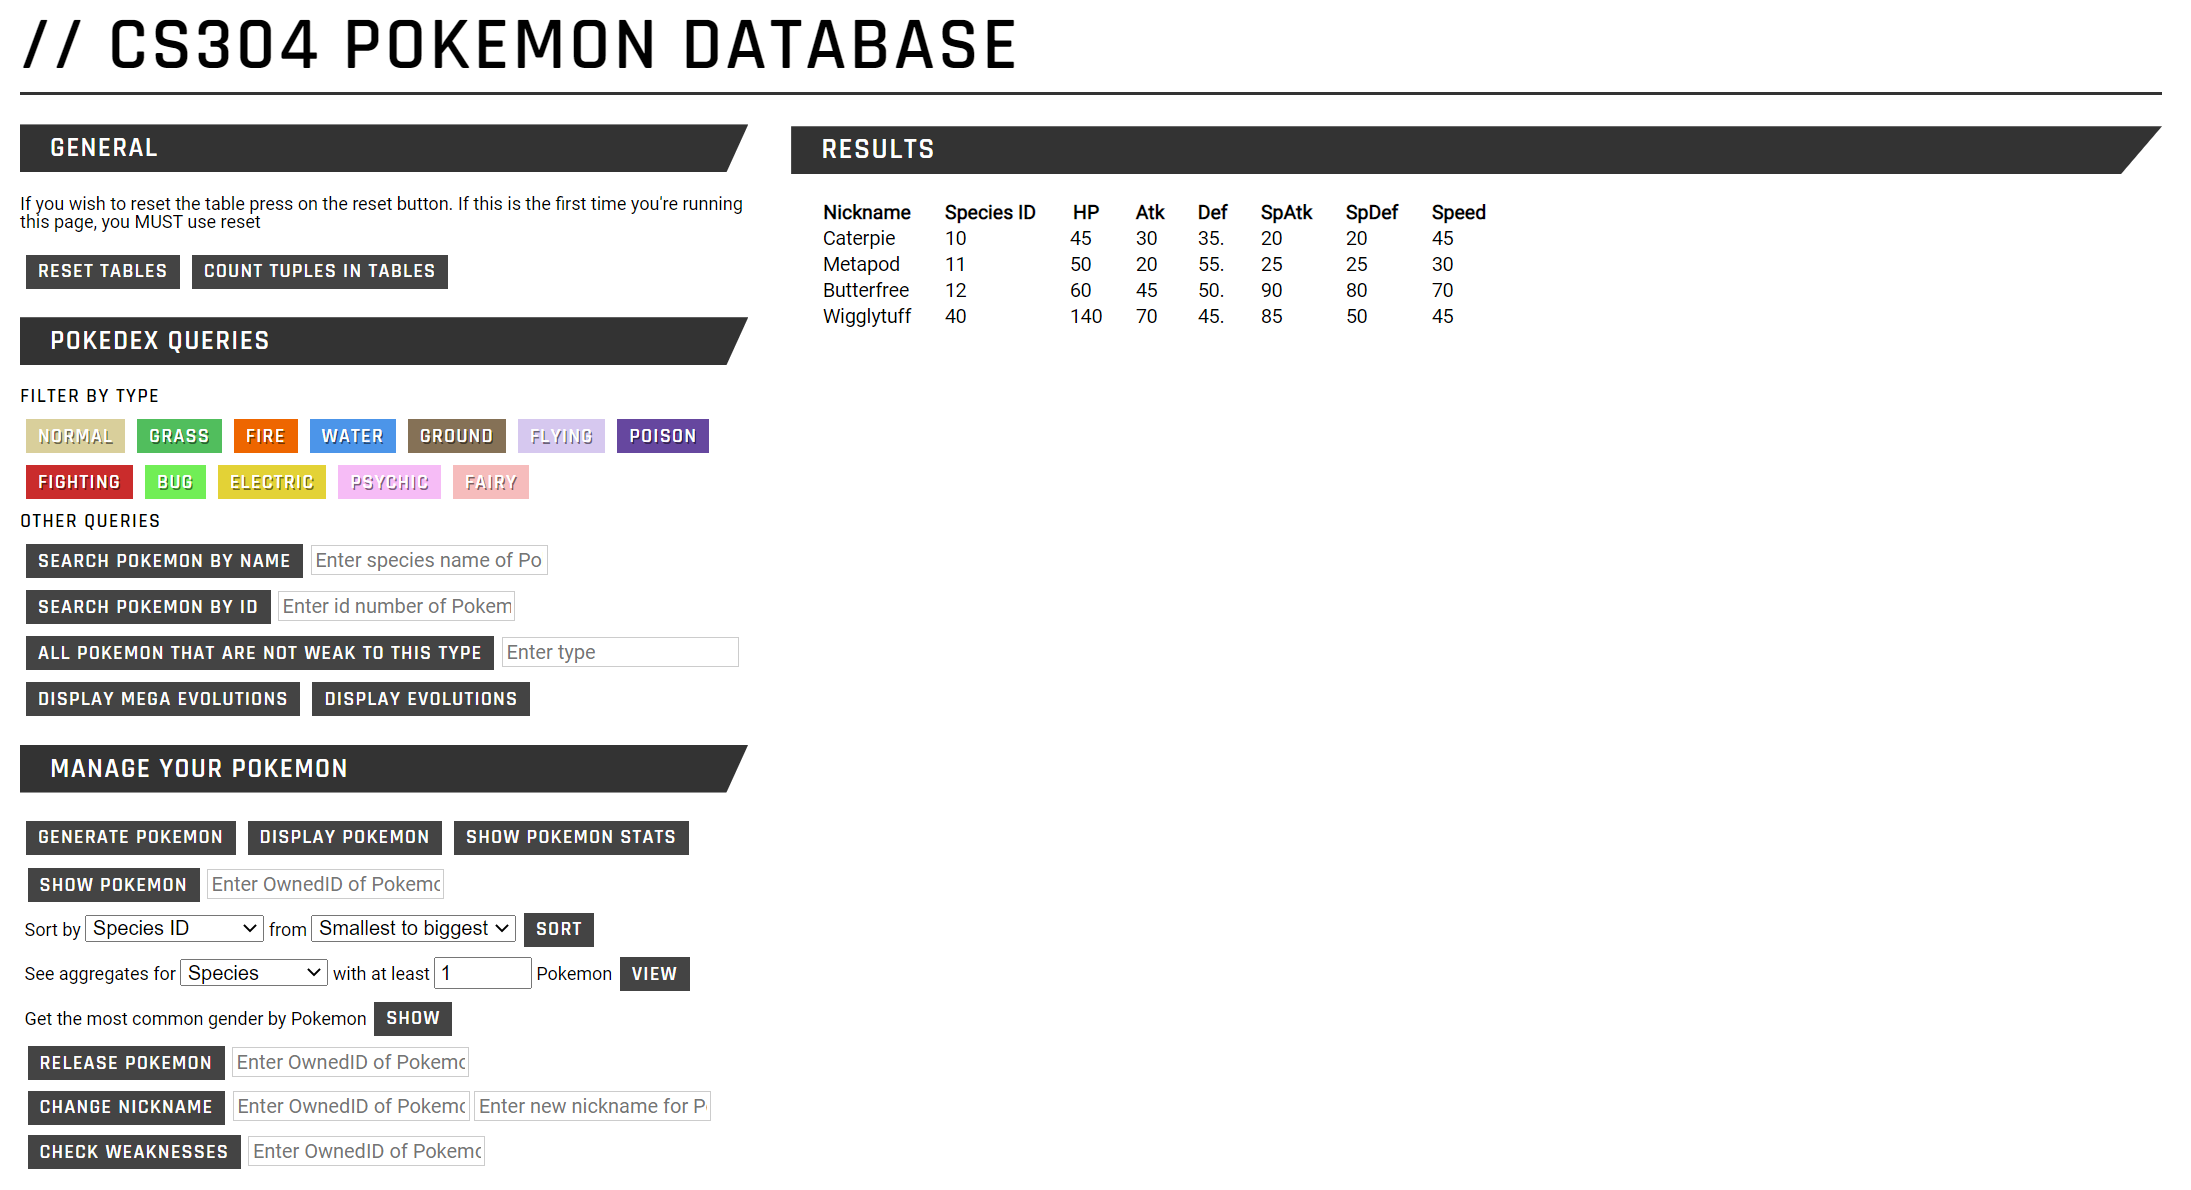 // CS304 POKEMON DATABASE
GENERAL
If you wish to reset the table press on the reset button. If this is the first time you're running
this page, you MUST use reset
RESET TABLES COUNT TUPLES IN TABLES
POKEDEX QUERIES
FILTER BY TYPE
NORMAL GRASS FIRE WATER GROUND FLYING POISON
FIGHTING BUG ELECTRIC PSYCHIC FAIRY
OTHER QUERIES
SEARCH POKEMON BY NAME Enter species name of Po
SEARCH POKEMON BY ID Enter id number of Pokem
ALL POKEMON THAT ARE NOT WEAK TO THIS TYPE Enter type
DISPLAY MEGA EVOLUTIONS DISPLAY EVOLUTIONS
MANAGE YOUR POKEMON
GENERATE POKEMON DISPLAY POKEMON SHOW POKEMON STATS
SHOW POKEMON Enter OwnedID of Pokemo
Sort by Species ID from Smallest to biggest SORT
See aggregates for Species with at least 1 Pokemon VIEW
Get the most common gender by Pokemon SHOW
RELEASE POKEMON Enter OwnedID of Pokemo
CHANGE NICKNAME Enter OwnedID of Pokemo Enter new nickname for P
CHECK WEAKNESSES Enter OwnedID of Pokemo
RESULTS
Nickname Species ID HP Atk Def SpAtk SpDef Speed
Caterpie 10 45 30 35. 20 20 45
Metapod 11 50 20 55. 25 25 30
Butterfree 12 60 45 50. 90 80 70
Wigglytuff 40 140 70 45. 85 50 45